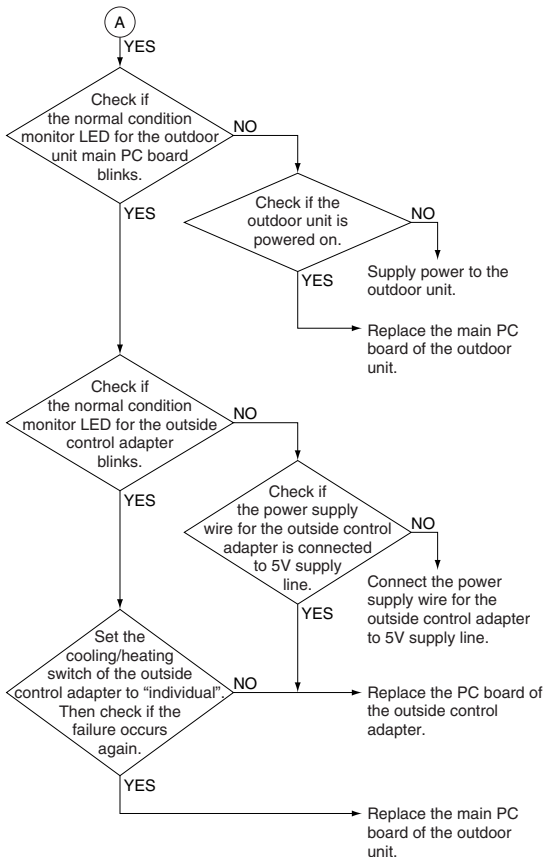 A
YES
Check if
the normal condition
monitor LED for the outdoor
unit main PC board
blinks.
NO
YES
Check if the
outdoor unit is
powered on.
NO
YES
Supply power to the
outdoor unit.
Replace the main PC
board of the outdoor
unit.
Check if
the normal condition
monitor LED for the outside
control adapter
blinks.
NO
YES
Check if
the power supply
wire for the outside control
adapter is connected
to 5V supply
line.
NO
YES
Connect the power
supply wire for the
outside control adapter
to 5V supply line.
Set the
cooling/heating
switch of the outside
control adapter to “individual”.
Then check if the
failure occurs
again.
NO
YES
Replace the PC board of
the outside control
adapter.
Replace the main PC
board of the outdoor
unit.